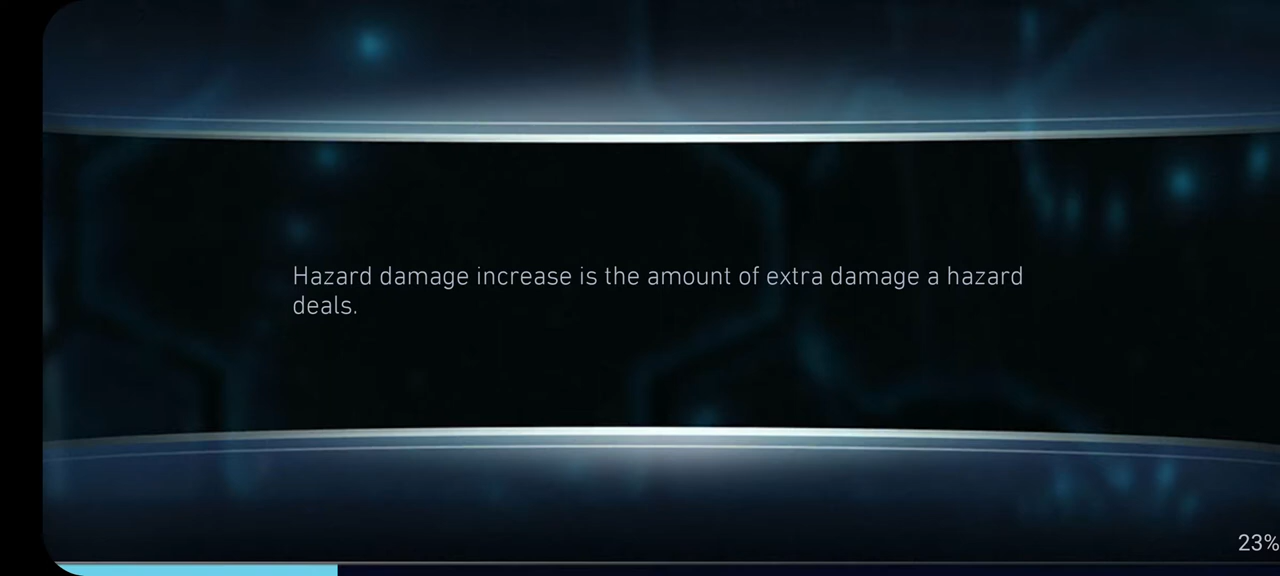 Hazard damage increase is the amount of extra damage a hazard
deals.
23%